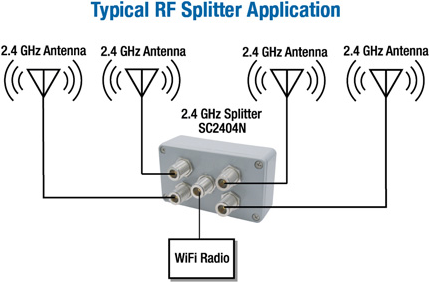 Typical RF Splitter Application
2.4 GHz Antenna
2.4 GHz Antenna
2.4 GHz Antenna
2.4 GHz Antenna
2.4 GHz Splitter
SC2404N
WiFi Radio